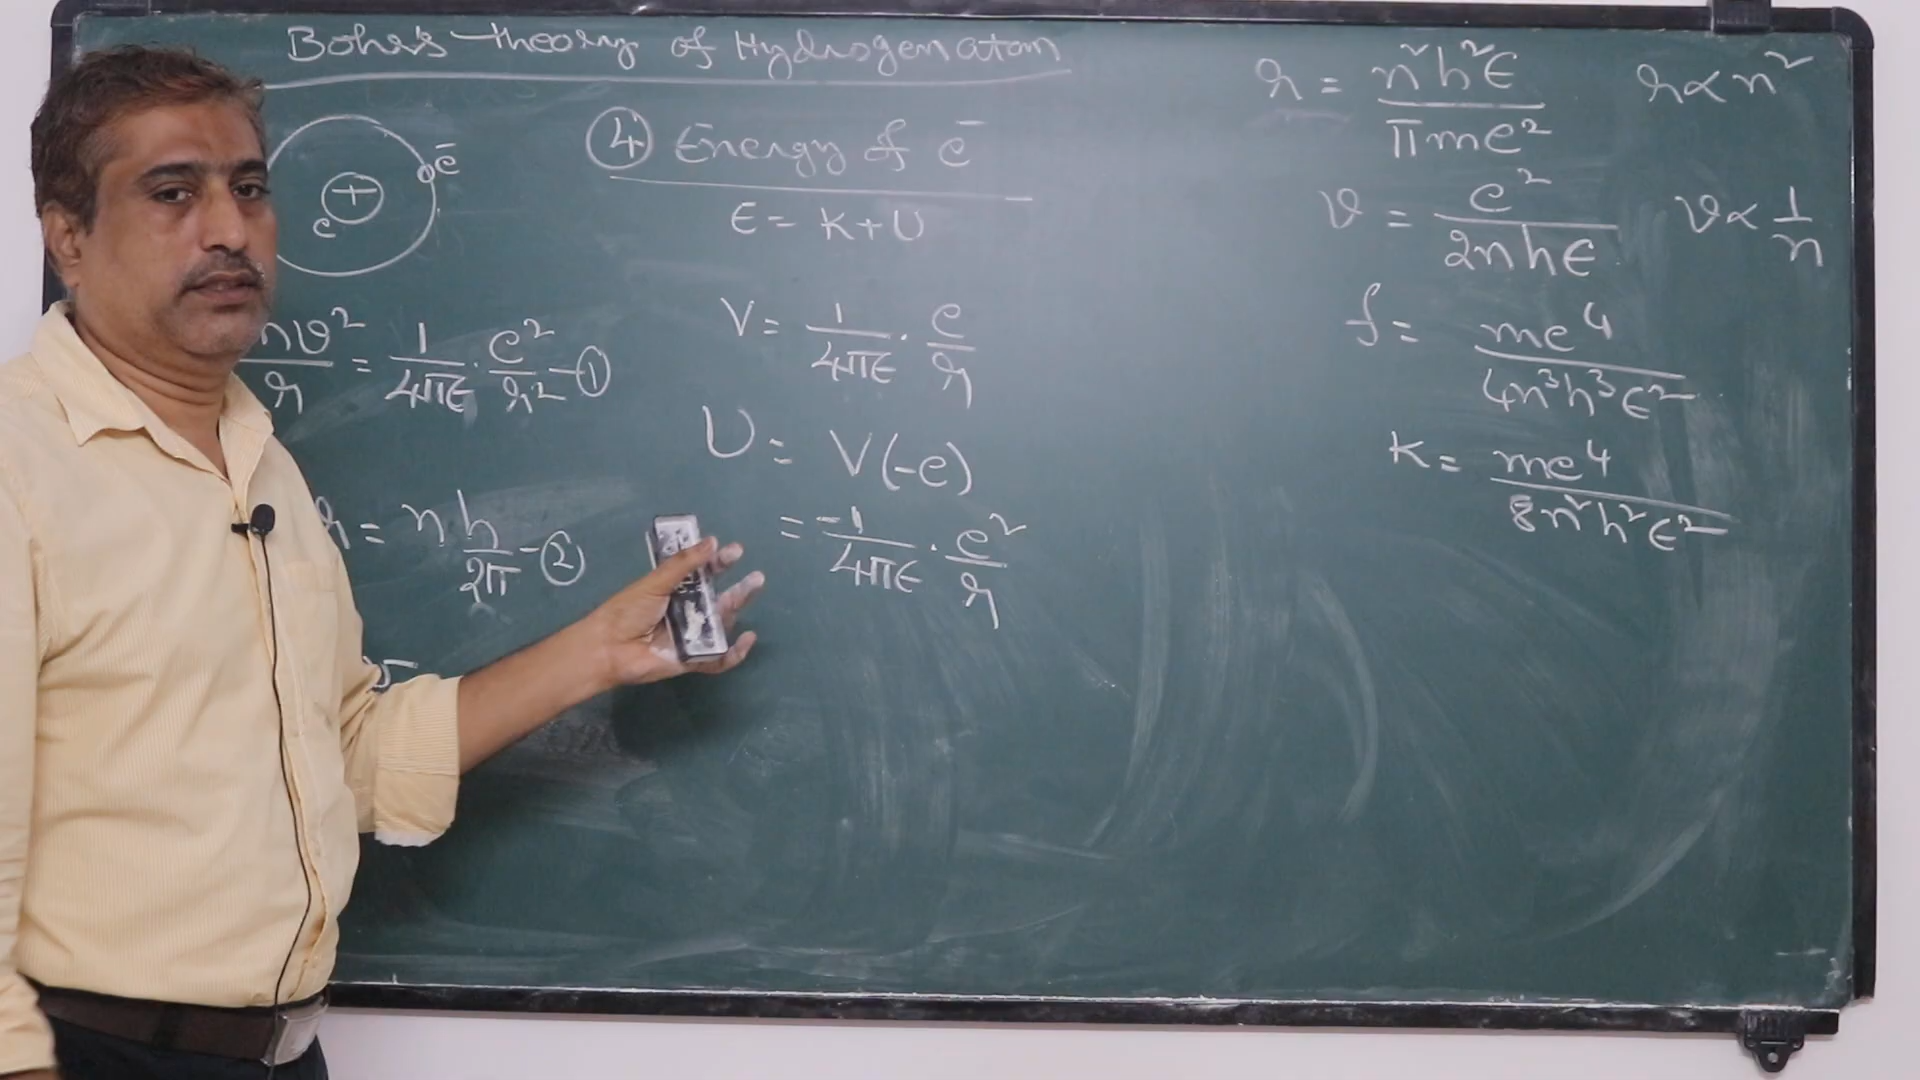 Bohr's theory of Hydrogen atom
e⁻
+
e
④ Energy of e⁻
E = K + U
mv²/r = 1/4πε · e²/r² – ①
r = nh/2π – ②
V = 1/4πε · e/r
U = V(-e)
= -1/4πε · e²/r
r = n²h²ε/πme² r ∝ n²
v = e²/2nhε v ∝ 1/n
f = me⁴/4n³h³ε²
K = me⁴/8n²h²ε²